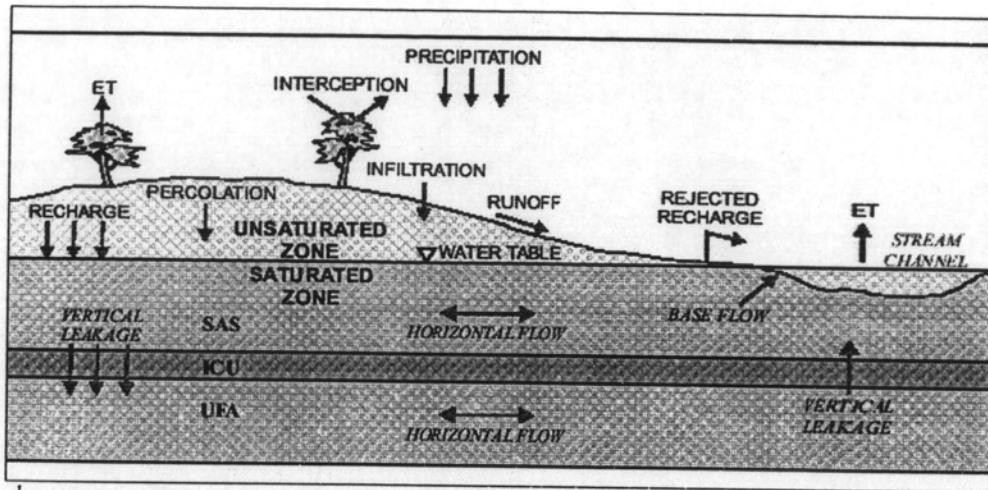 PRECIPITATION
ET
INTERCEPTION
INFILTRATION
PERCOLATION
RECHARGE
RUNOFF
REJECTED
RECHARGE
ET
STREAM
CHANNEL
UNSATURATED
ZONE
WATER TABLE
SATURATED
ZONE
VERTICAL
LEAKAGE
SAS
HORIZONTAL FLOW
BASE FLOW
ICU
UFA
HORIZONTAL FLOW
VERTICAL
LEAKAGE